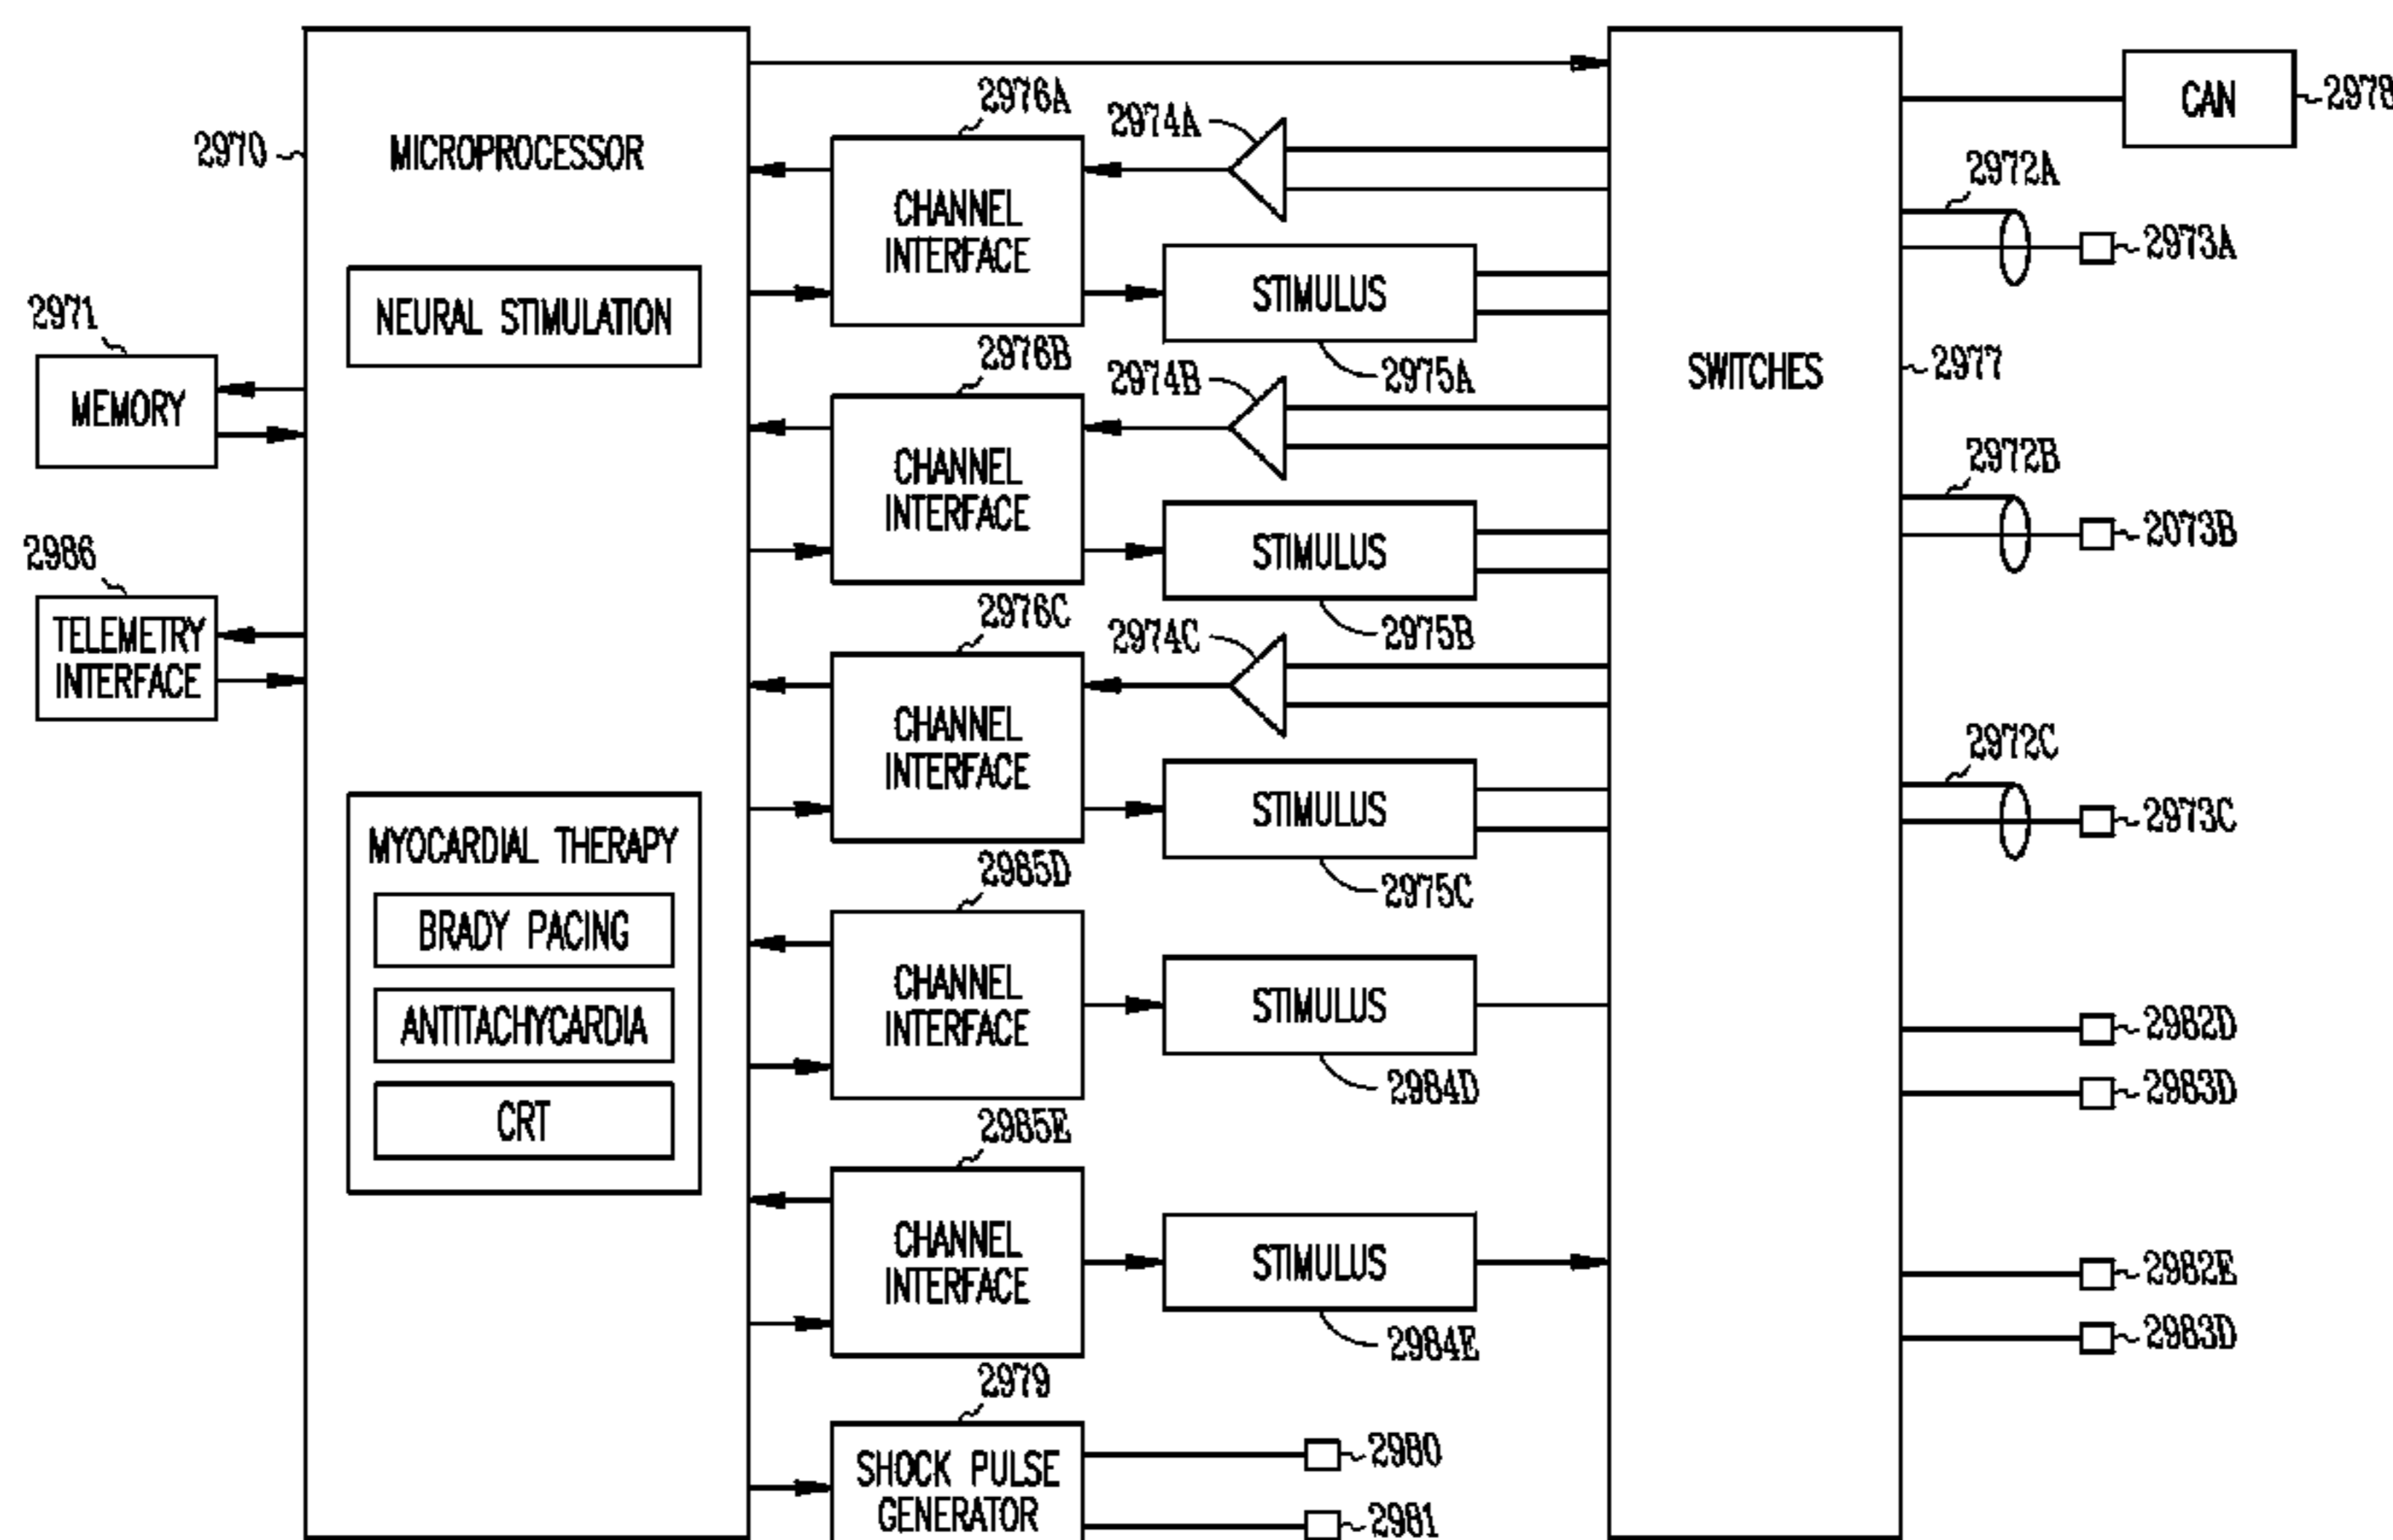 2970
MICROPROCESSOR
NEURAL STIMULATION
2971
MEMORY
2986
TELEMETRY
INTERFACE
MYOCARDIAL THERAPY
BRADY PACING
ANTITACHYCARDIA
CRT
2976A
CHANNEL
INTERFACE
2974A
STIMULUS
2975A
2976B
CHANNEL
INTERFACE
2974B
STIMULUS
2975B
2976C
CHANNEL
INTERFACE
2974C
STIMULUS
2975C
2985D
CHANNEL
INTERFACE
STIMULUS
2984D
2985E
CHANNEL
INTERFACE
STIMULUS
2984E
2979
SHOCK PULSE
GENERATOR
2980
2981
SWITCHES
2977
CAN
2978
2972A
2973A
2972B
2073B
2972C
2973C
2982D
2983D
2982E
2983D